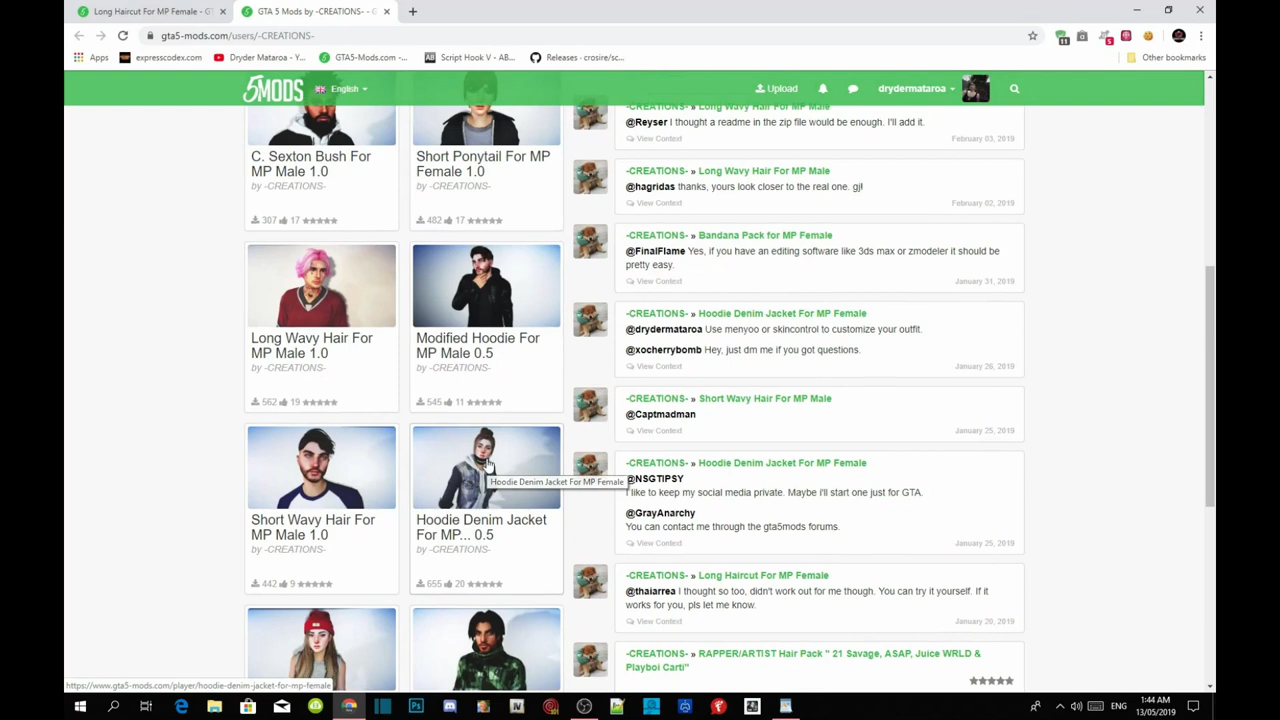 Long Haircut For MP Female - GT
GTA 5 Mods by -CREATIONS- - G
gta5-mods.com/users/-CREATIONS-
11
5
Apps
expresscodex.com
Dryder Mataroa - Y...
GTA5-Mods.com -...
AB
Script Hook V - AB...
Releases · crosire/sc...
Other bookmarks
5MODS
English
Upload
drydermataroa
C. Sexton Bush For
MP Male 1.0
by -CREATIONS-
307 17
Short Ponytail For MP
Female 1.0
by -CREATIONS-
482 17
Long Wavy Hair For
MP Male 1.0
by -CREATIONS-
562 19
Modified Hoodie For
MP Male 0.5
by -CREATIONS-
545 11
Short Wavy Hair For
MP Male 1.0
by -CREATIONS-
442 9
Hoodie Denim Jacket For MP Female
Hoodie Denim Jacket
For MP... 0.5
by -CREATIONS-
655 20
-CREATIONS- » Long Wavy Hair For MP Male
@Reyser I thought a readme in the zip file would be enough. I'll add it.
View Context
February 03, 2019
-CREATIONS- » Long Wavy Hair For MP Male
@hagridas thanks, yours look closer to the real one. gj!
View Context
February 02, 2019
-CREATIONS- » Bandana Pack for MP Female
@FinalFlame Yes, if you have an editing software like 3ds max or zmodeler it should be
pretty easy.
View Context
January 31, 2019
-CREATIONS- » Hoodie Denim Jacket For MP Female
@drydermataroa Use menyoo or skincontrol to customize your outfit.
@xocherrybomb Hey, just dm me if you got questions.
View Context
January 26, 2019
-CREATIONS- » Short Wavy Hair For MP Male
@Captmadman
View Context
January 25, 2019
-CREATIONS- » Hoodie Denim Jacket For MP Female
@NSGTIPSY
I like to keep my social media private. Maybe i'll start one just for GTA.
@GrayAnarchy
You can contact me through the gta5mods forums.
View Context
January 25, 2019
-CREATIONS- » Long Haircut For MP Female
@thaiarrea I thought so too, didn't work out for me though. You can try it yourself. If it
works for you, pls let me know.
View Context
January 20, 2019
-CREATIONS- » RAPPER/ARTIST Hair Pack " 21 Savage, ASAP, Juice WRLD &
Playboi Carti"
https://www.gta5-mods.com/player/hoodie-denim-jacket-for-mp-female
ENG
1:44 AM
13/05/2019